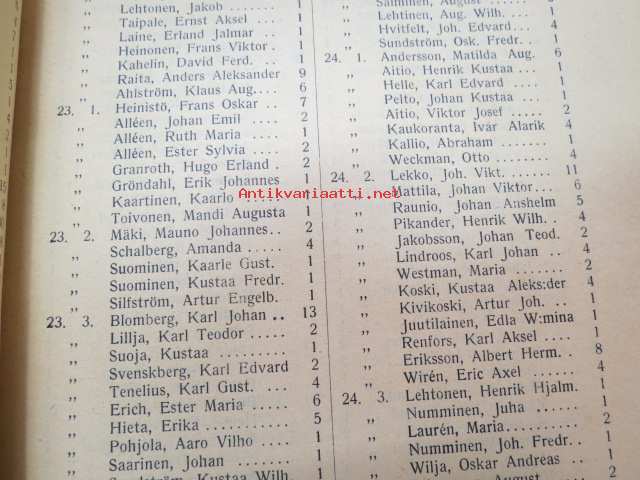 „ Lehtonen, Jakob . . 1
„ Taipale, Ernst Aksel . 1
„ Laine, Erland Jalmar . . 1
„ Heinonen, Frans Viktor . 1
„ Kahelin, David Ferd. . . 1
„ Raita, Anders Aleksander 9
„ Ahlström, Klaus Aug. . . . 6
23. 1. Heinistö, Frans Oskar . . 7
„ Alléen, Johan Emil . . . . 2
„ Alléen, Ruth Maria . . . 1
„ Alléen, Ester Sylvia . . . 2
„ Granroth, Hugo Erland . 2
„ Gröndahl, Erik Johannes 1
„ Kaartinen, Kaarlo . . . . . 1
„ Toivonen, Mandi Augusta 1
23. 2. Mäki, Mauno Johannes. . 2
„ Schalberg, Amanda . . . . . 4
„ Suominen, Kaarle Gust. 1
„ Suominen, Kustaa Fredr. 1
„ Silfström, Artur Engelb. 1
23. 3. Blomberg, Karl Johan . . 13
„ Lillja, Karl Teodor . . . . . 2
„ Suoja, Kustaa . . . . . . . . . 1
„ Svenskberg, Karl Edvard 2
„ Tenelius, Karl Gust. . . . . 4
„ Erich, Ester Maria . . . . . 6
„ Hieta, Erika . . . . . . . . . . . 5
„ Pohjola, Aaro Vilho . . . . 1
„ Saarinen, Johan . . . . . . . 1
Kustaa Wilh.
Salminen, August
Lehtinen, Aug. Wilh. . 1
„ Hvitfelt, Joh. Edvard . . . 4
„ Sundström, Osk. Fredr. . 1
24. 1. Andersson, Matilda Aug. 6
„ Aitio, Henrik Kustaa . . . 1
„ Helle, Karl Edvard . . . . . 1
„ Pelto, Johan Kustaa . . . 1
„ Aitio, Viktor Josef . . . . . 2
„ Kaukoranta, Ivar Alarik 4
„ Kallio, Abraham . . . . . . . 1
„ Weckman, Otto . . . . . . . . 4
24. 2. Lekko, Joh. Vikt. . . . . . . 11
„ Mattila, Johan Viktor . . . 6
„ Raunio, Johan Anshelm 5
„ Pikander, Henrik Wilh. . 4
„ Jakobsson, Johan Teod. 2
„ Lindroos, Karl Johan . . 4
„ Westman, Maria . . . . . . . 2
„ Koski, Kustaa Aleks:der 4
„ Kivikoski, Artur Joh. . . 1
„ Juutilainen, Edla W:mina 1
„ Renfors, Karl Aksel . . . . 1
„ Eriksson, Albert Herm. . 8
„ Wirén, Eric Axel . . . . . . 4
24. 3. Lehtonen, Henrik Hjalm. 1
„ Numminen, Juha . . . . . . . 1
„ Laurén, Maria . . . . . . . . . 2
„ Numminen, Joh. Fredr. . 1
„ Wilja, Oskar Andreas . . 1
August 2
Antikvariaatti.net